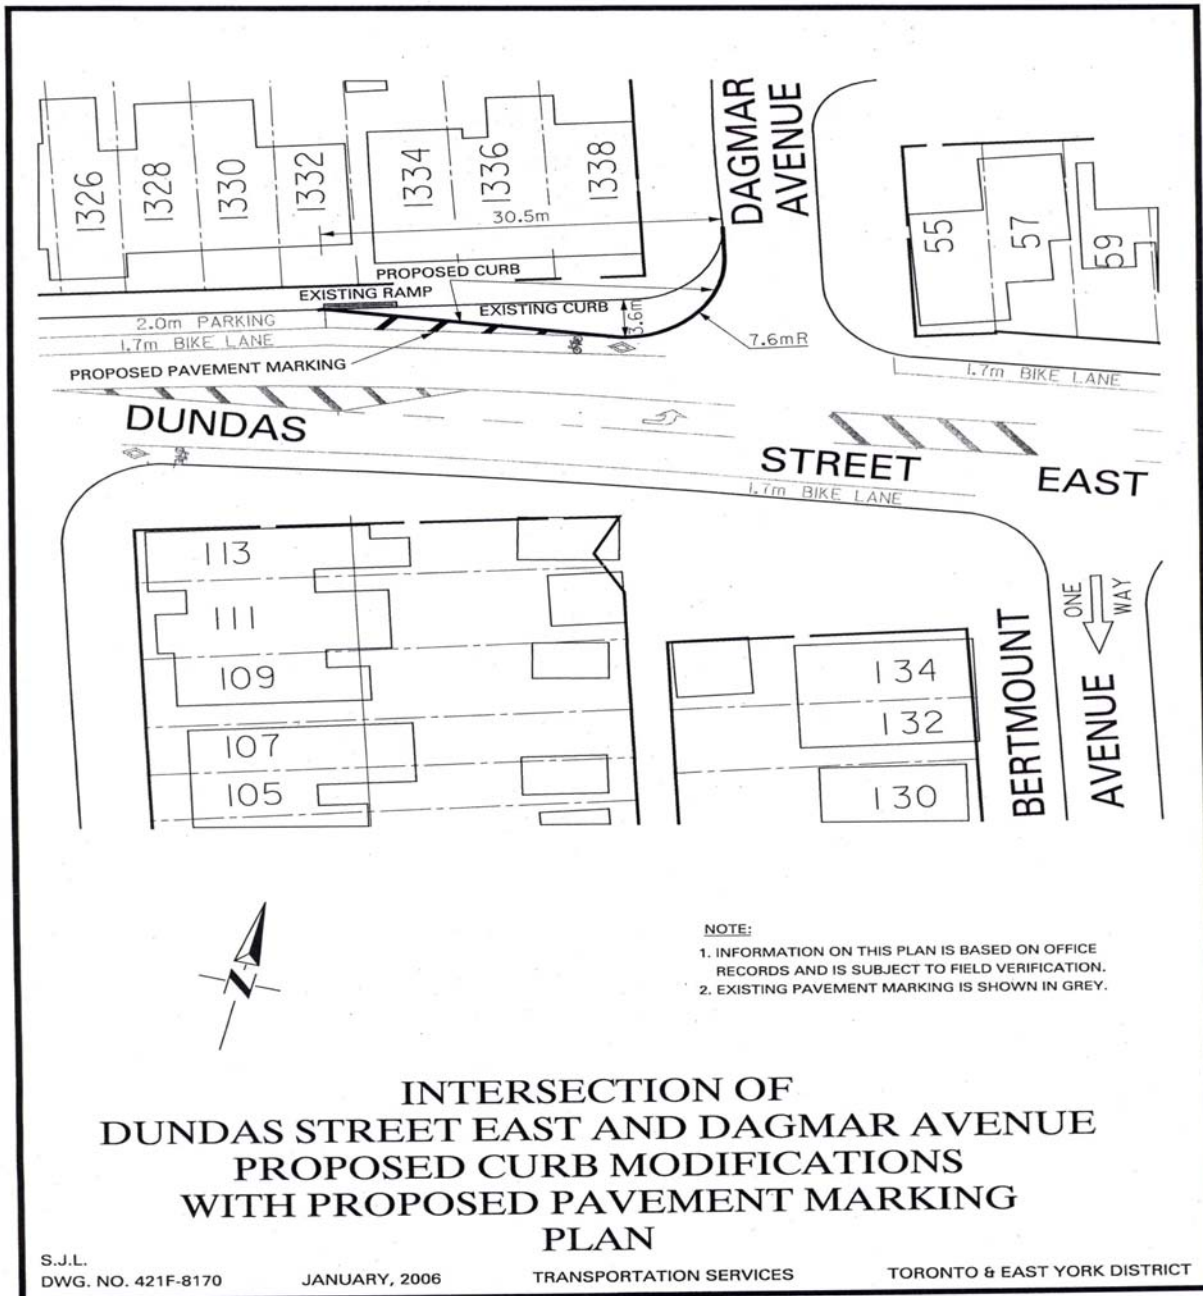 DAGMAR
AVENUE
1326
1328
1330
1332
1334
1336
1338
30.5m
55
57
59
PROPOSED CURB
EXISTING RAMP
EXISTING CURB
3.6m
2.0m PARKING
1.7m BIKE LANE
7.6mR
PROPOSED PAVEMENT MARKING
1.7m BIKE LANE
DUNDAS
STREET
EAST
1.7m BIKE LANE
113
111
109
107
105
134
132
130
ONE
WAY
BERTMOUNT
AVENUE
N
NOTE:
1. INFORMATION ON THIS PLAN IS BASED ON OFFICE
RECORDS AND IS SUBJECT TO FIELD VERIFICATION.
2. EXISTING PAVEMENT MARKING IS SHOWN IN GREY.
INTERSECTION OF
DUNDAS STREET EAST AND DAGMAR AVENUE
PROPOSED CURB MODIFICATIONS
WITH PROPOSED PAVEMENT MARKING
PLAN
S.J.L.
DWG. NO. 421F-8170 JANUARY, 2006 TRANSPORTATION SERVICES TORONTO & EAST YORK DISTRICT